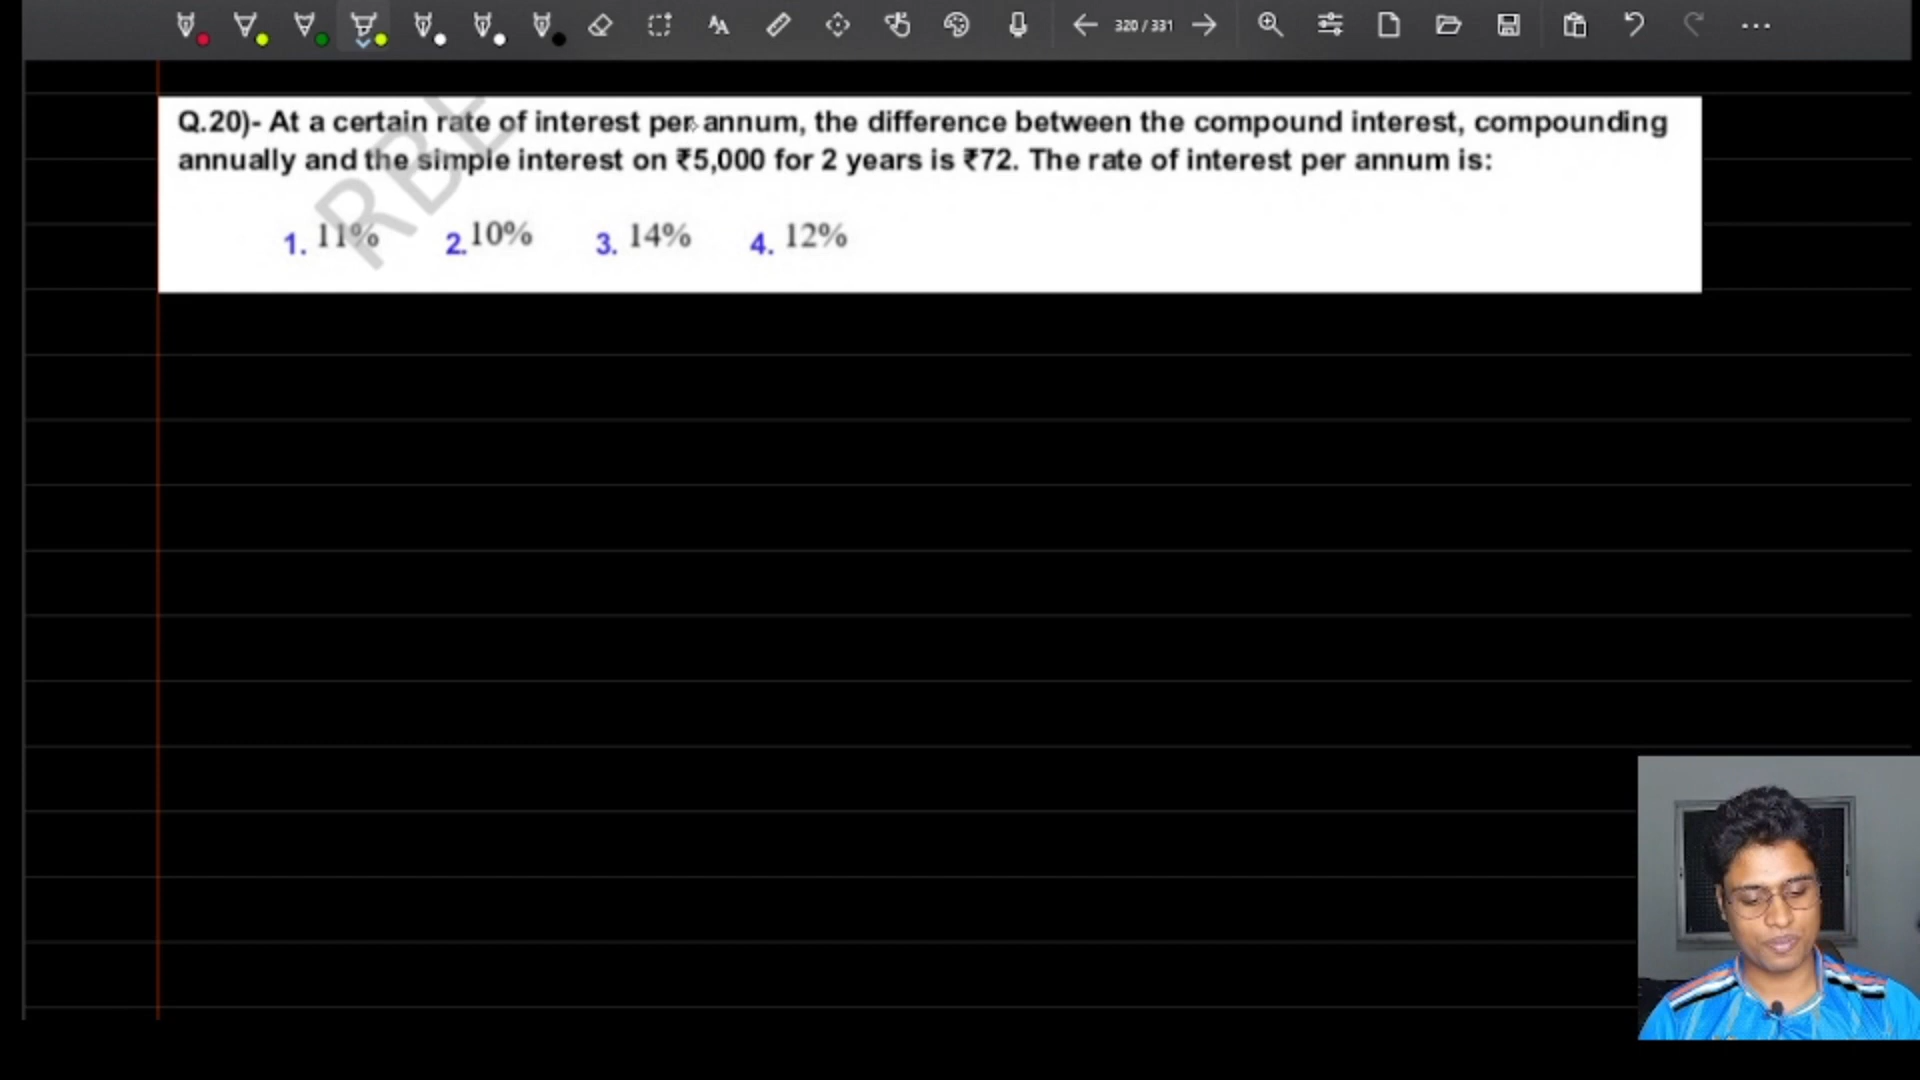 320 / 331
Q.20)- At a certain rate of interest per annum, the difference between the compound interest, compounding
annually and the simple interest on ₹5,000 for 2 years is ₹72. The rate of interest per annum is:
1. 11% 2. 10% 3. 14% 4. 12%
RBE